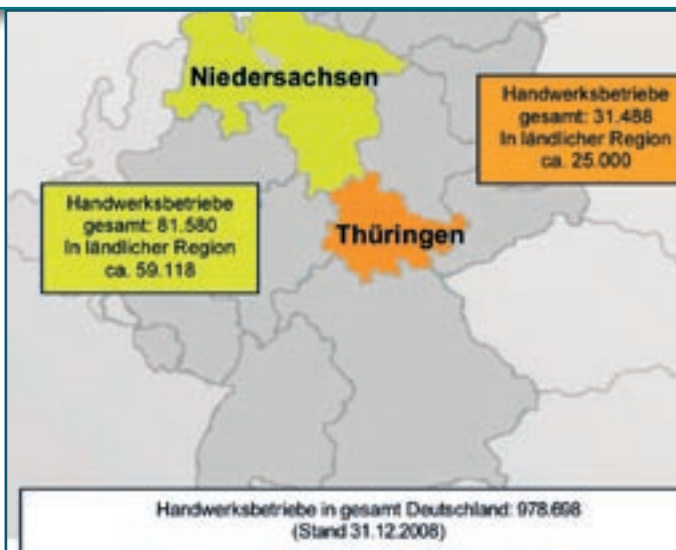 Niedersachsen
Handwerksbetriebe
gesamt: 31.488
In ländlicher Region
ca. 25.000
Handwerksbetriebe
gesamt: 81.580
In ländlicher Region
ca. 59.118
Thüringen
Handwerksbetriebe in gesamt Deutschland: 978.698
(Stand 31.12.2008)